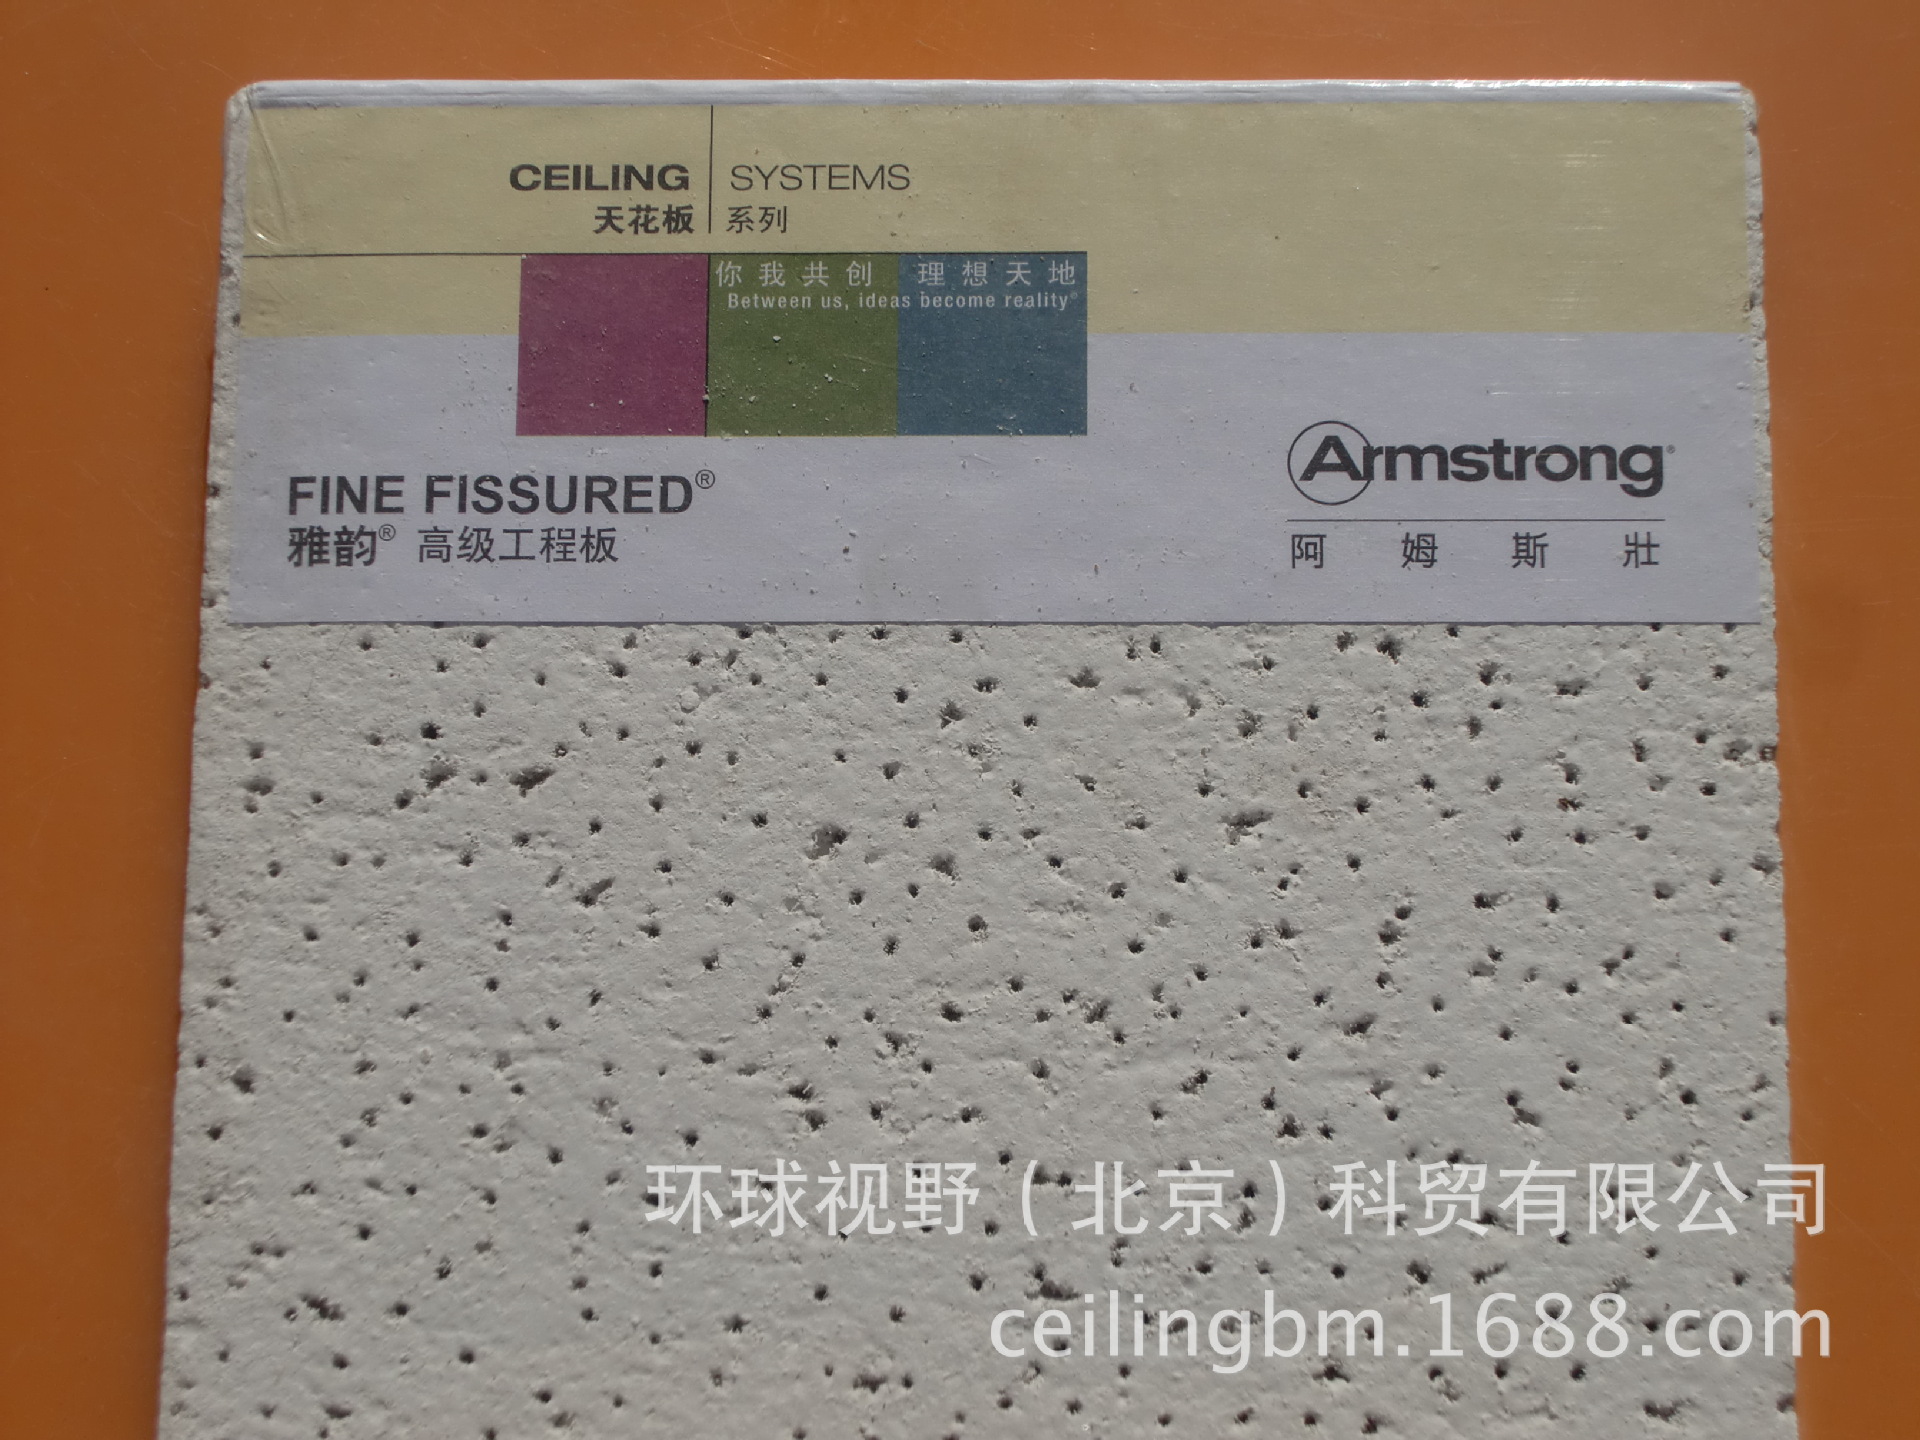 CEILING SYSTEMS
天花板 系列
你我共创 理想天地
Between us, ideas become reality®
Armstrong®
FINE FISSURED®
雅韵® 高级工程板
阿姆斯壯
环球视野（北京）科贸有限公司
ceilingbm.1688.com